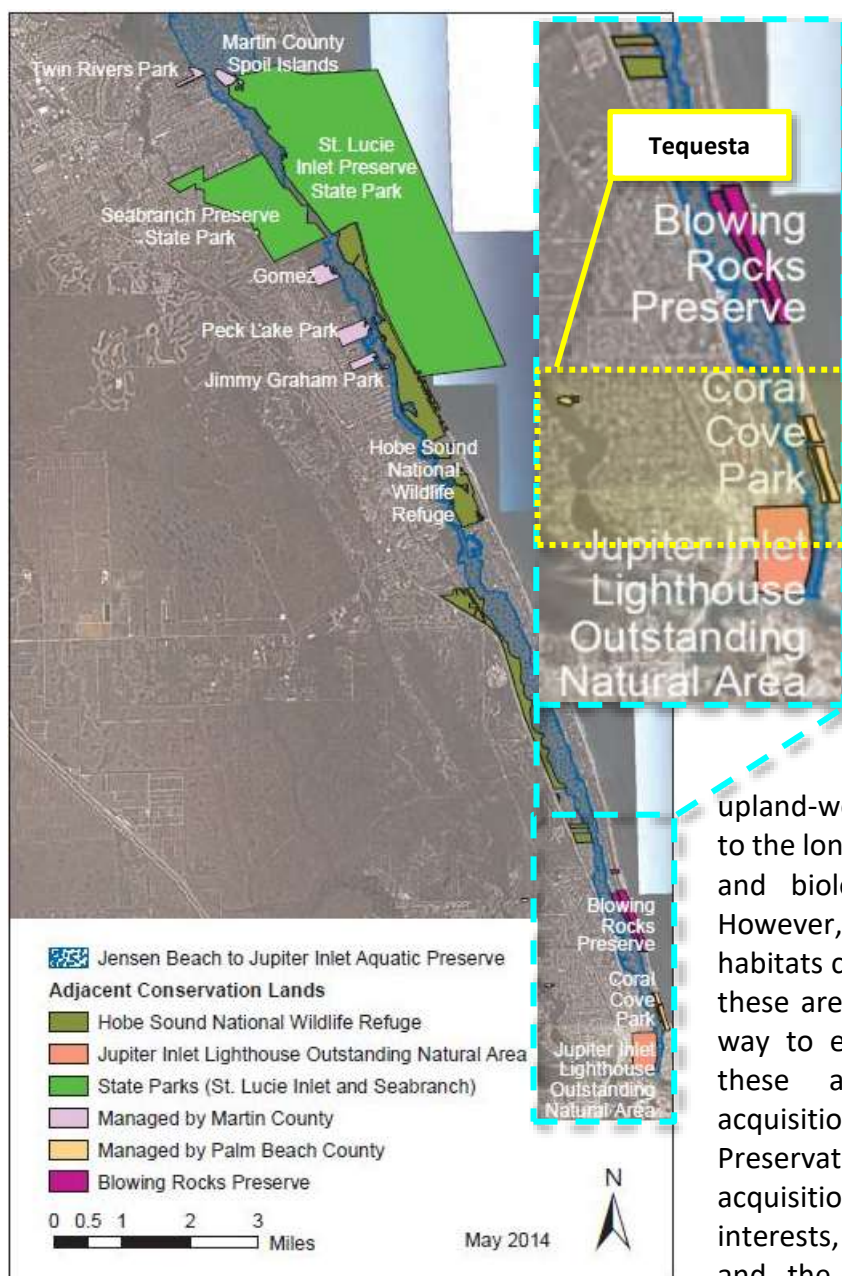 Martin County
Spoil Islands
Twin Rivers Park
St. Lucie
Inlet Preserve
State Park
Seabranch Preserve
State Park
Gomez
Peck Lake Park
Jimmy Graham Park
Hobe Sound
National
Wildlife
Refuge
Blowing
Rocks
Preserve
Coral
Cove
Park
Jupiter Inlet
Lighthouse
Outstanding
Natural Area
Tequesta
Blowing
Rocks
Preserve
Coral
Cove
Park
Jupiter Inlet
Lighthouse
Outstanding
Natural Area
Jensen Beach to Jupiter Inlet Aquatic Preserve
Adjacent Conservation Lands
Hobe Sound National Wildlife Refuge
Jupiter Inlet Lighthouse Outstanding Natural Area
State Parks (St. Lucie Inlet and Seabranch)
Managed by Martin County
Managed by Palm Beach County
Blowing Rocks Preserve
0 0.5 1 2 3
Miles
May 2014
N
upland-we
to the lon
and biol
However,
habitats o
these are
way to e
these a
acquisitio
Preservat
acquisitio
interests,
and the